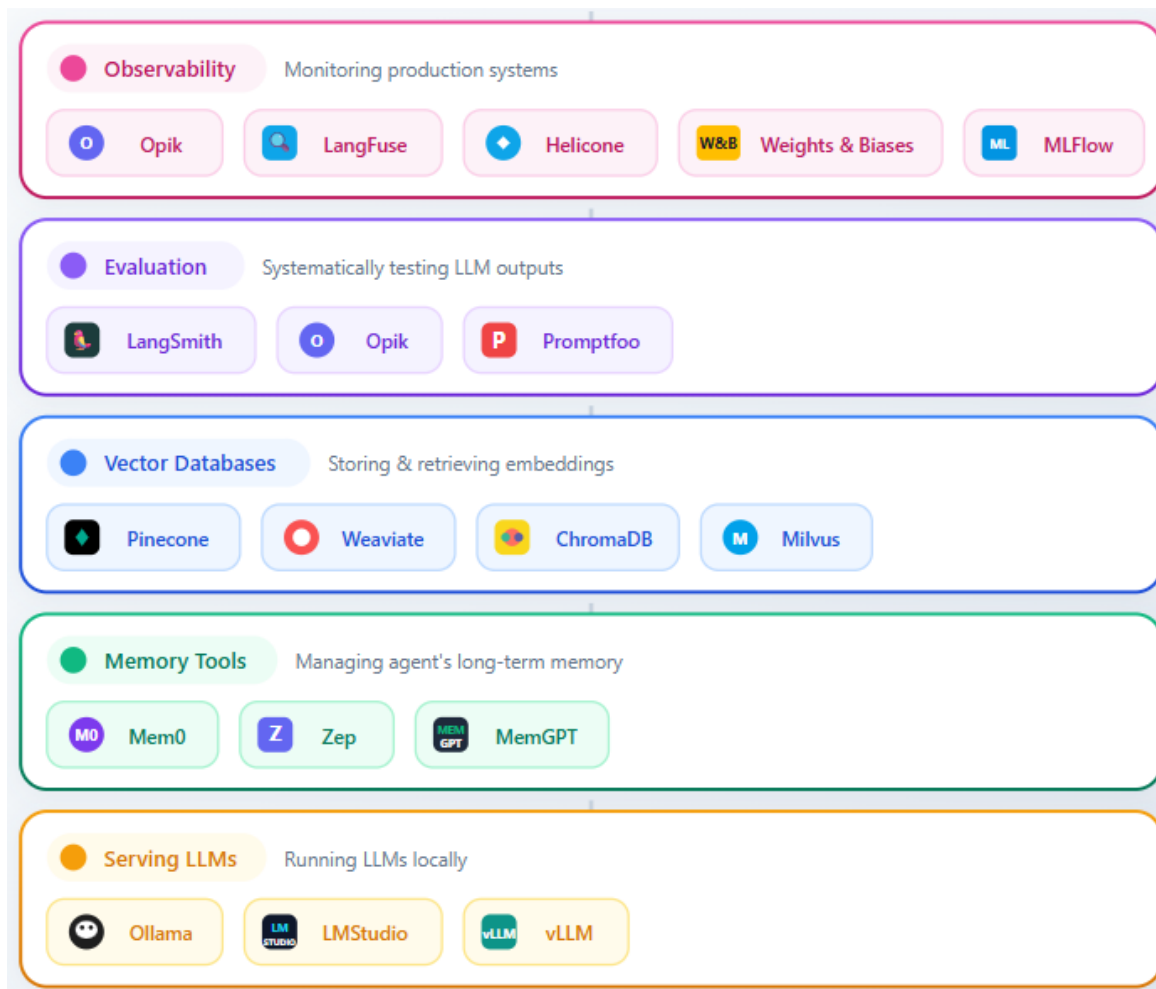 Observability Monitoring production systems
O Opik LangFuse Helicone W&B Weights & Biases ML MLFlow
Evaluation Systematically testing LLM outputs
LangSmith O Opik P Promptfoo
Vector Databases Storing & retrieving embeddings
Pinecone Weaviate ChromaDB M Milvus
Memory Tools Managing agent's long-term memory
M0 Mem0 Z Zep MEM GPT MemGPT
Serving LLMs Running LLMs locally
Ollama LM STUDIO LMStudio vLLM vLLM